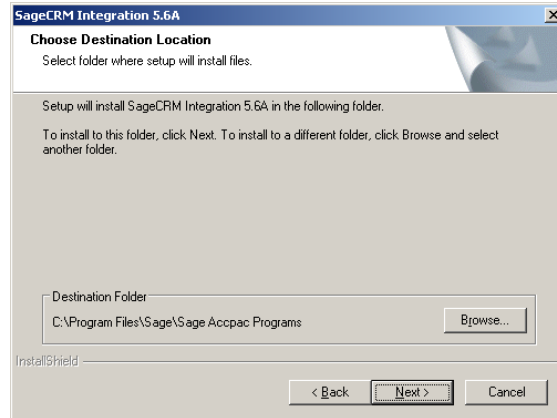 SageCRM Integration 5.6A
Choose Destination Location
Select folder where setup will install files.
Setup will install SageCRM Integration 5.6A in the following folder.
To install to this folder, click Next. To install to a different folder, click Browse and select
another folder.
Destination Folder
C:\Program Files\Sage\Sage Accpac Programs
Browse...
InstallShield
< Back
Next >
Cancel